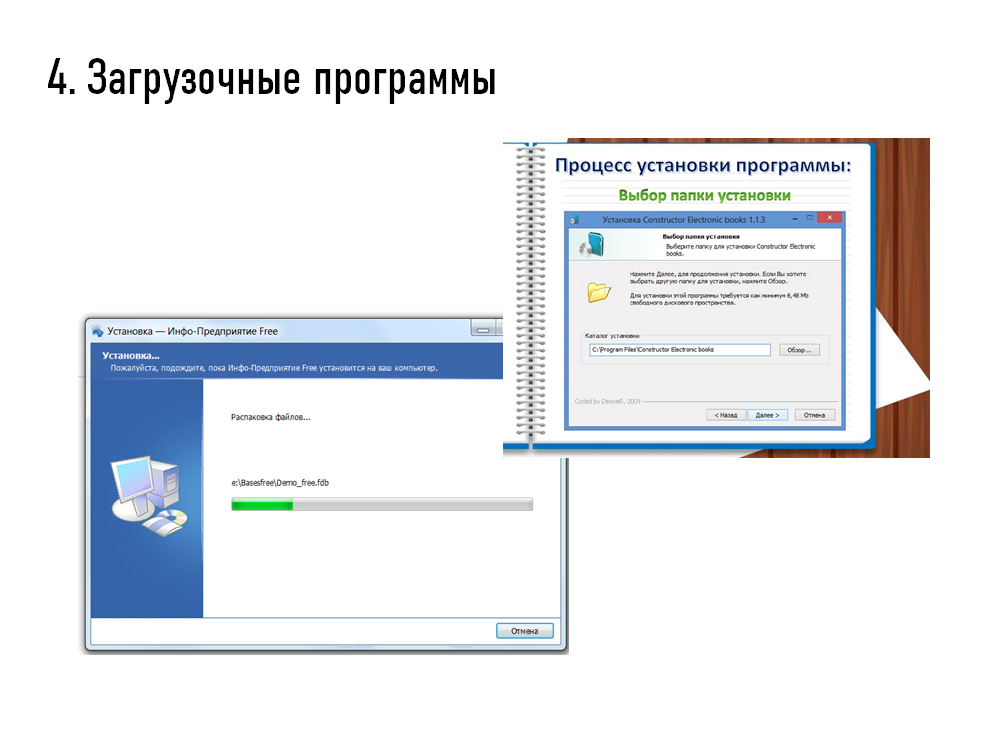 4. Загрузочные программы
Процесс установки программы:
Выбор папки установки
Установка Constructor Electronic books 1.1.3
Выбор папки установки
Выберите папку для установки Constructor Electronic
books.
Нажмите Далее, для продолжения установки. Если Вы хотите
выбрать другую папку для установки, нажмите Обзор.
Для установки этой программы требуется как минимум 6,48 Mb
свободного дискового пространства.
Каталог установки
C:\Program Files\Constructor Electronic books
Обзор...
Coded by DesweR, 2009
< Назад
Далее >
Отмена
Установка — Инфо-Предприятие Free
Установка...
Пожалуйста, подождите, пока Инфо-Предприятие Free установится на ваш компьютер.
Распаковка файлов...
e:\Basesfree\Demo_free.fdb
Отмена